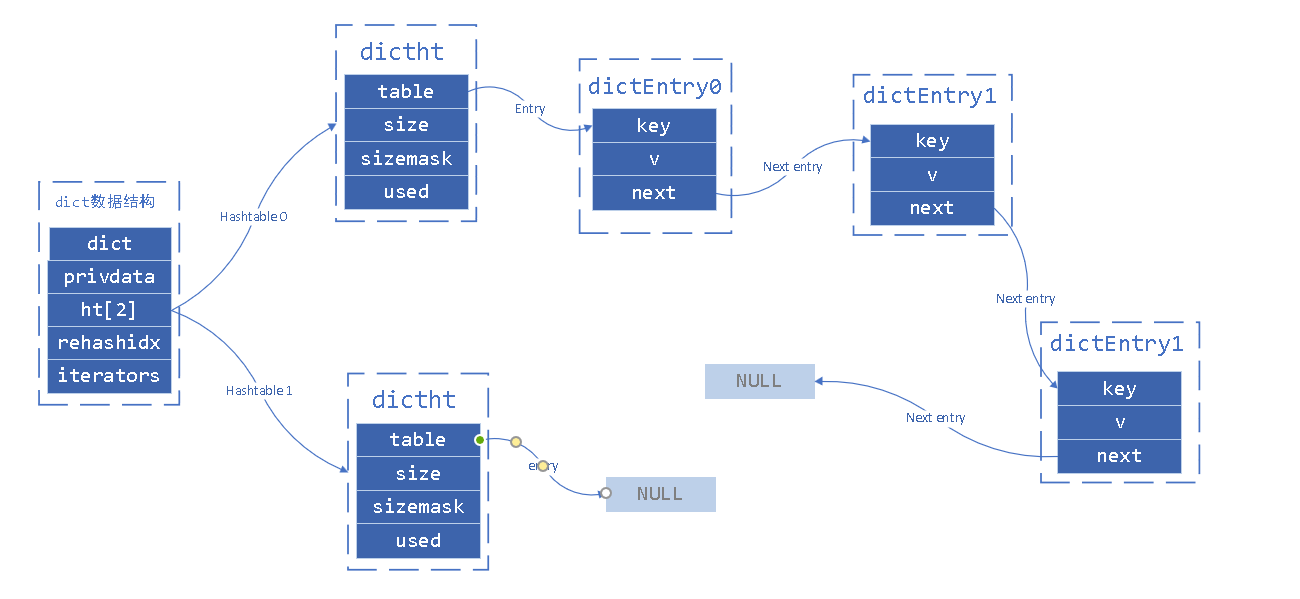 dict数据结构
dict
privdata
ht[2]
rehashidx
iterators
Hashtable 0
Hashtable 1
dictht
table
size
sizemask
used
Entry
dictEntry0
key
v
next
Next entry
dictEntry1
key
v
next
Next entry
dictEntry1
key
v
next
Next entry
NULL
dictht
table
size
sizemask
used
entry
NULL